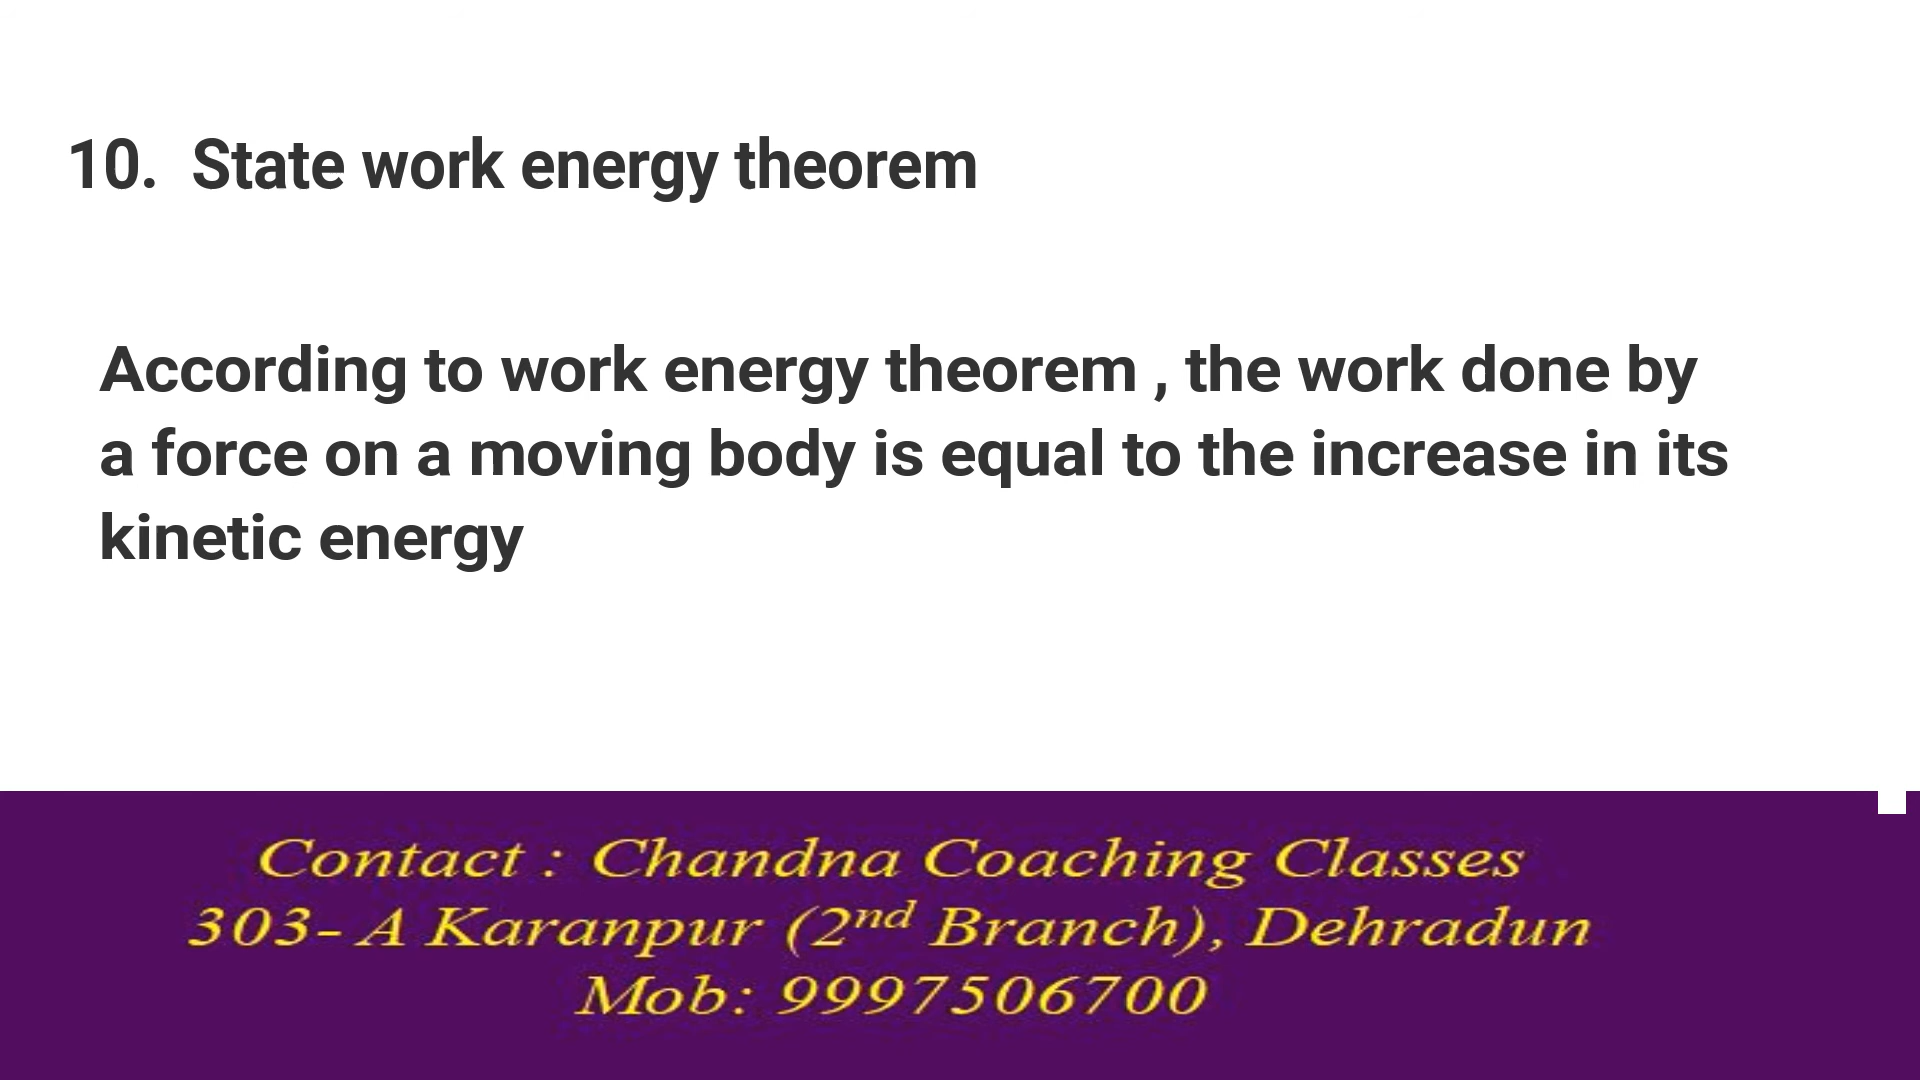 10. State work energy theorem
According to work energy theorem , the work done by
a force on a moving body is equal to the increase in its
kinetic energy
Contact : Chandna Coaching Classes
303- A Karanpur (2nd Branch), Dehradun
Mob: 9997506700